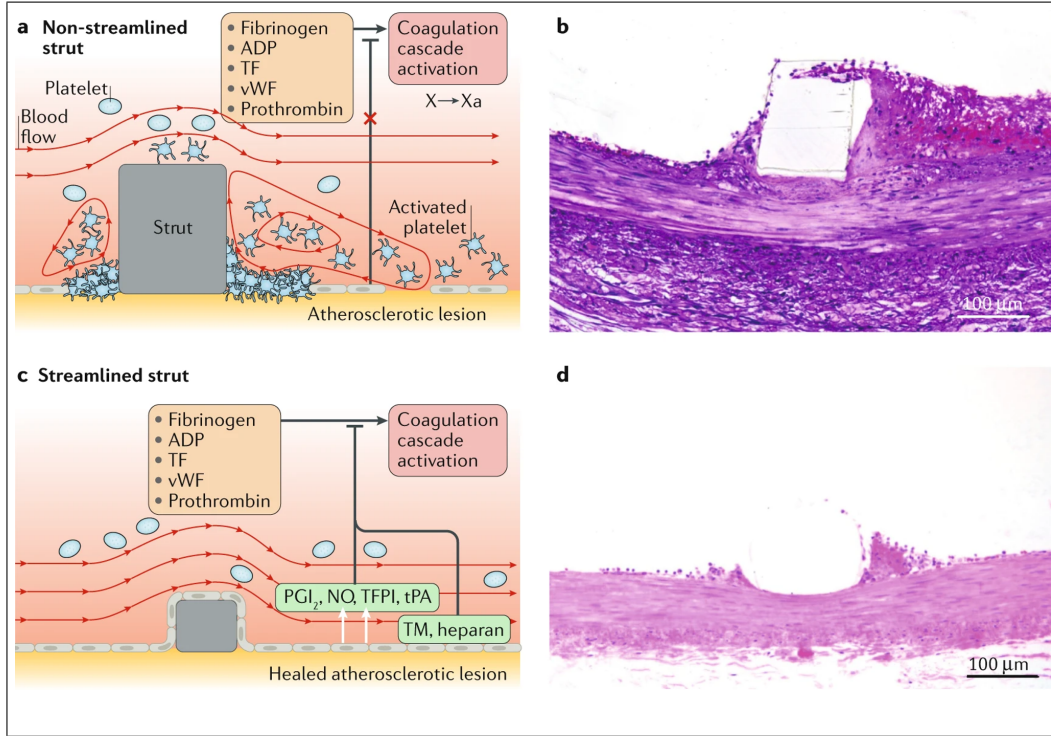 a Non-streamlined
strut
Platelet
Blood
flow
• Fibrinogen
• ADP
• TF
• vWF
• Prothrombin
Coagulation
cascade
activation
X → Xa
Strut
Activated
platelet
Atherosclerotic lesion
b
100 μm
c Streamlined strut
• Fibrinogen
• ADP
• TF
• vWF
• Prothrombin
Coagulation
cascade
activation
PGI₂, NO, TFPI, tPA
TM, heparan
Healed atherosclerotic lesion
d
100 μm